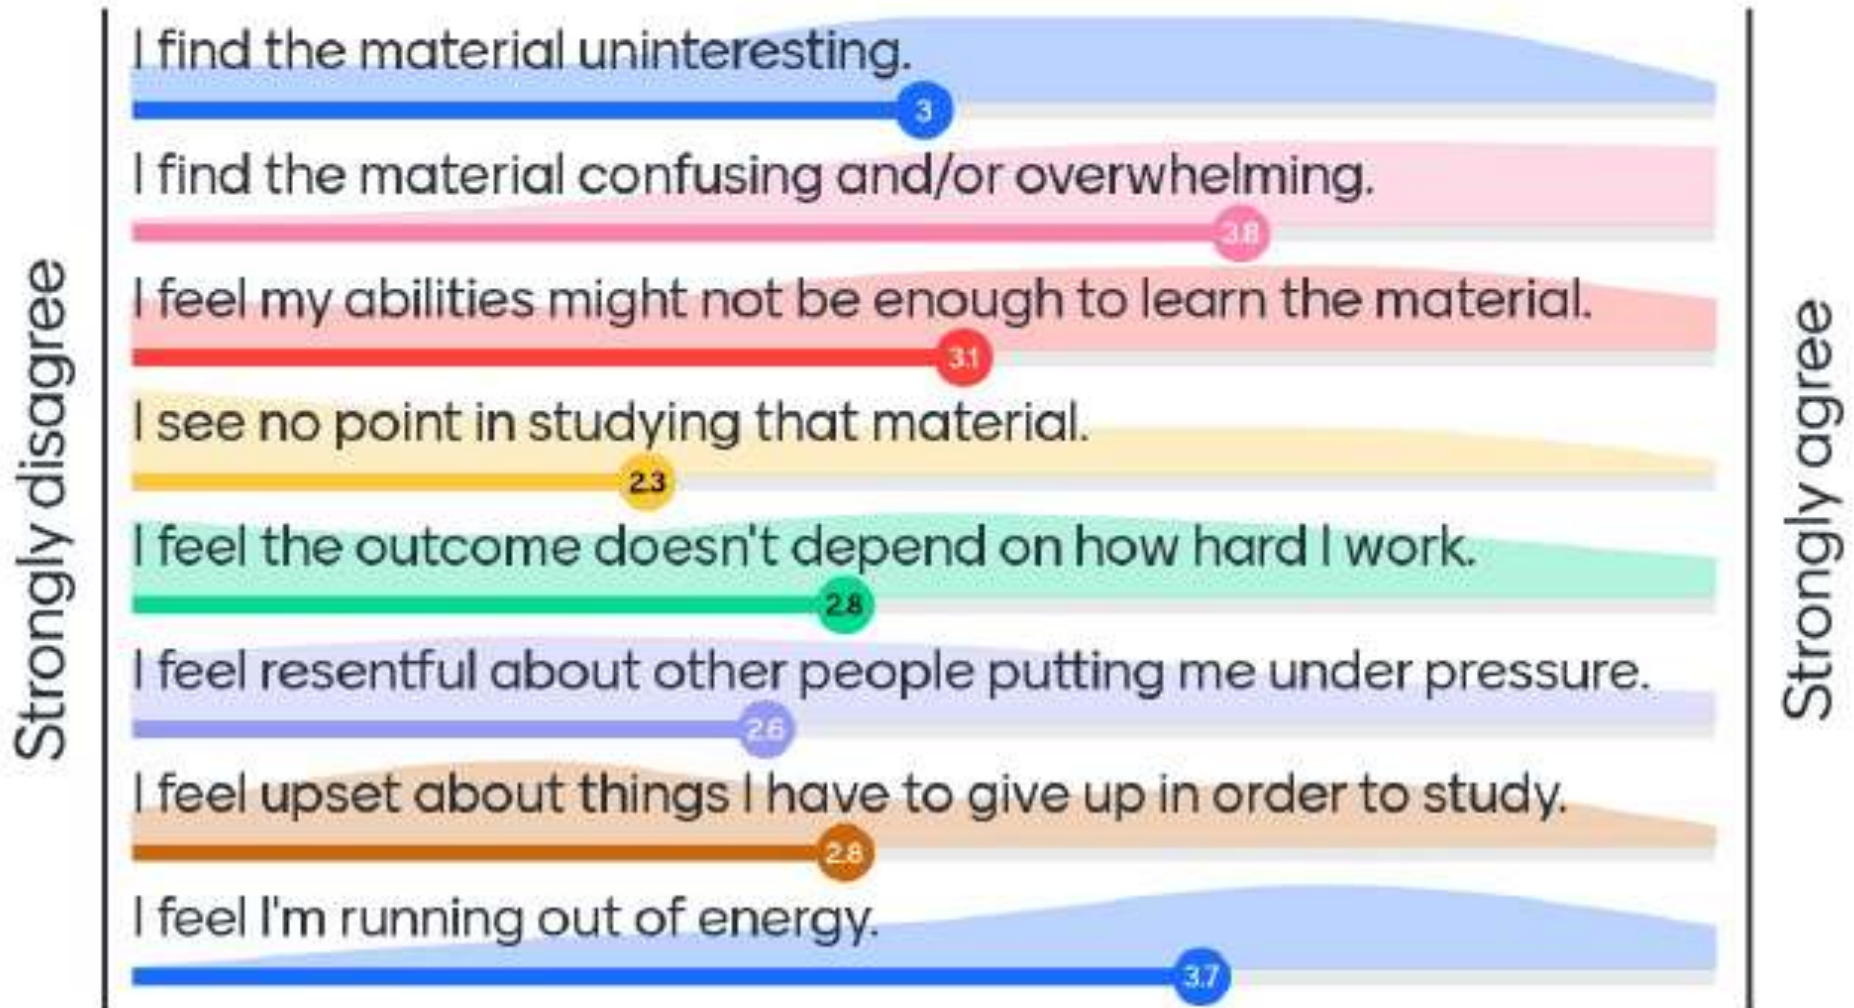 Strongly disagree
I find the material uninteresting.
3
I find the material confusing and/or overwhelming.
3.8
I feel my abilities might not be enough to learn the material.
3.1
I see no point in studying that material.
2.3
I feel the outcome doesn't depend on how hard I work.
2.8
I feel resentful about other people putting me under pressure.
2.6
I feel upset about things I have to give up in order to study.
2.8
I feel I'm running out of energy.
3.7
Strongly agree